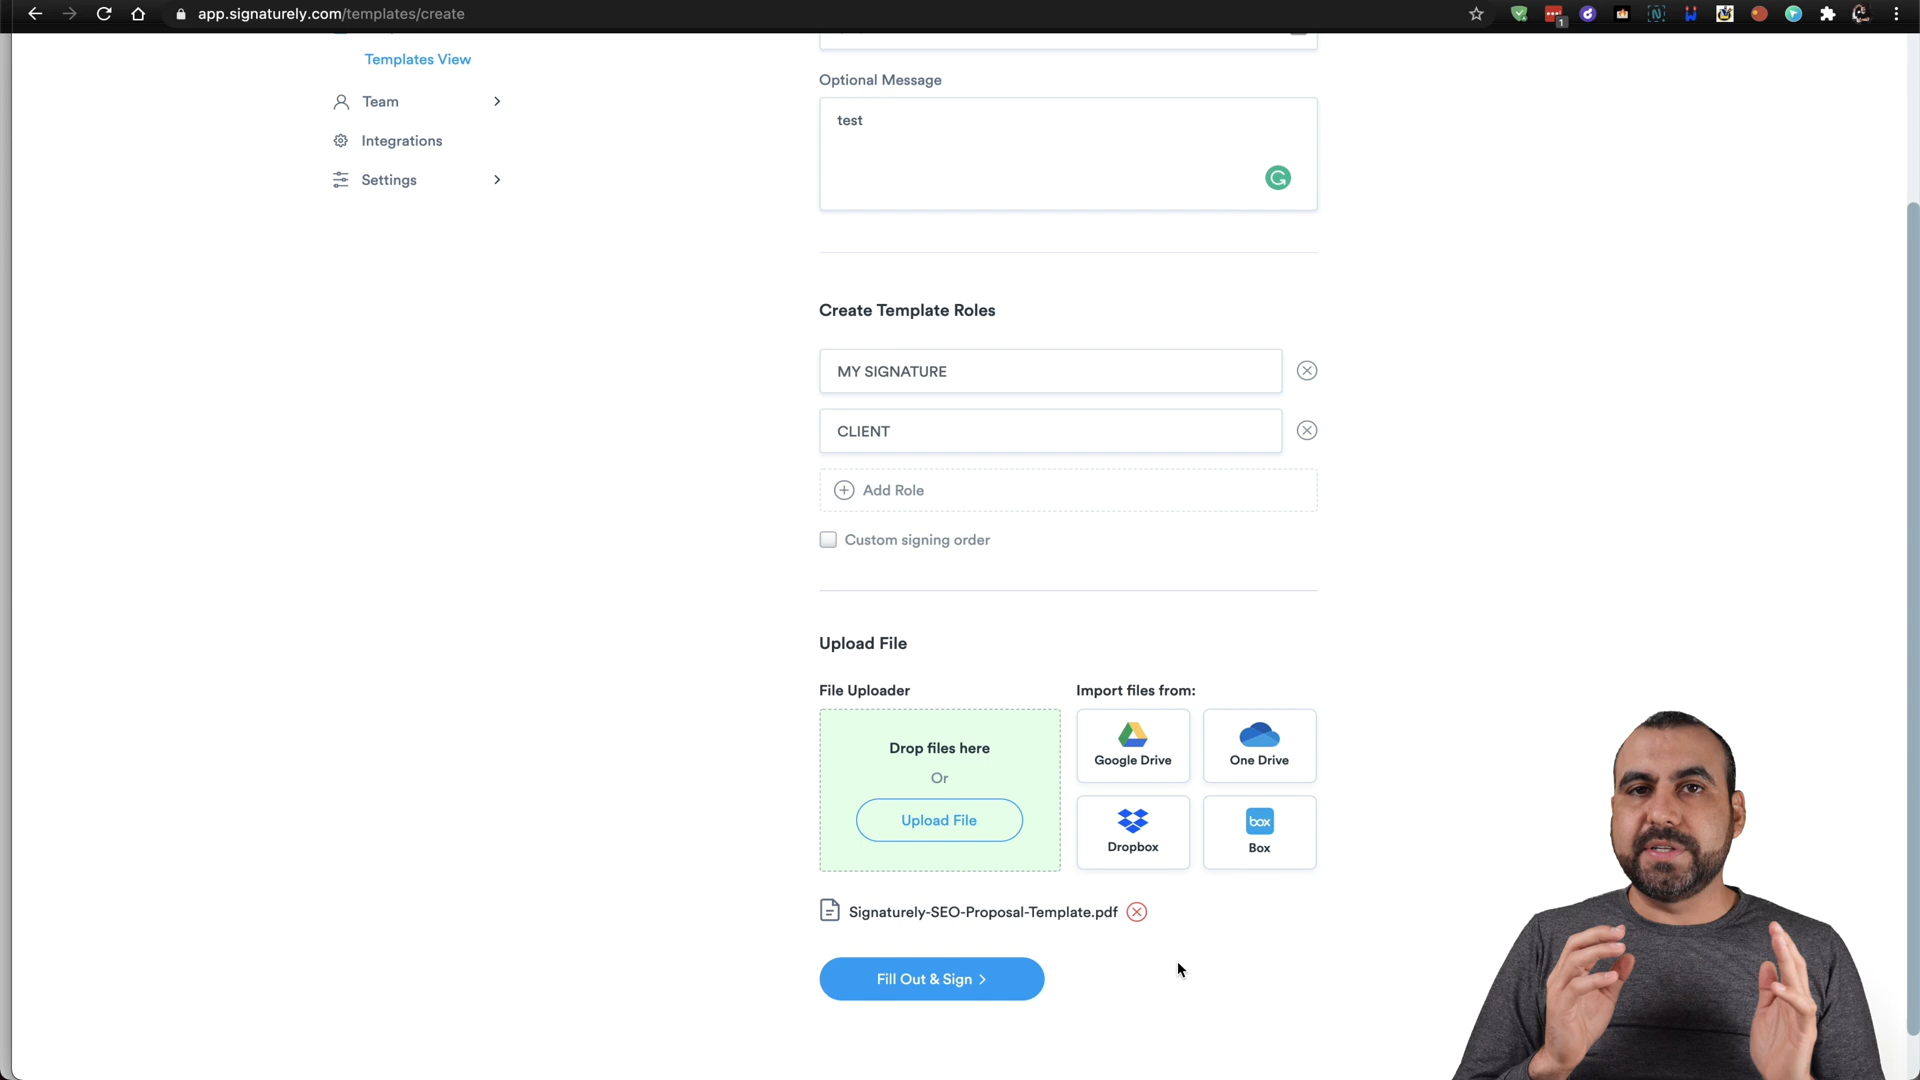 app.signaturely.com/templates/create
1
Templates View
Team
Integrations
Settings
Optional Message
test
Create Template Roles
MY SIGNATURE
CLIENT
Add Role
Custom signing order
Upload File
File Uploader
Import files from:
Drop files here
Or
Upload File
Google Drive
One Drive
Dropbox
box
Box
Signaturely-SEO-Proposal-Template.pdf
Fill Out & Sign >